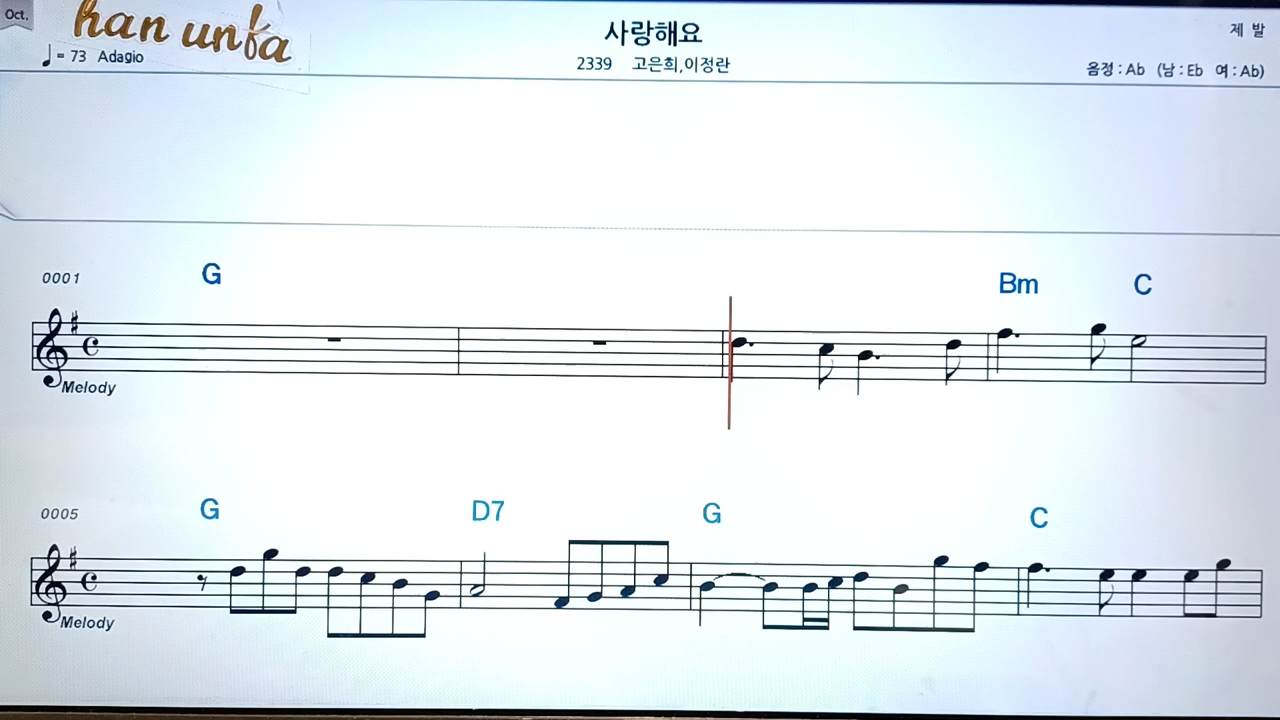 Oct.
han unfa
사랑해요
제 발
♩= 73 Adagio
2339 고은희,이정란
음정 : Ab (남 : Eb 여 : Ab)
0001
G
Bm
C
Melody
0005
G
D7
G
C
Melody